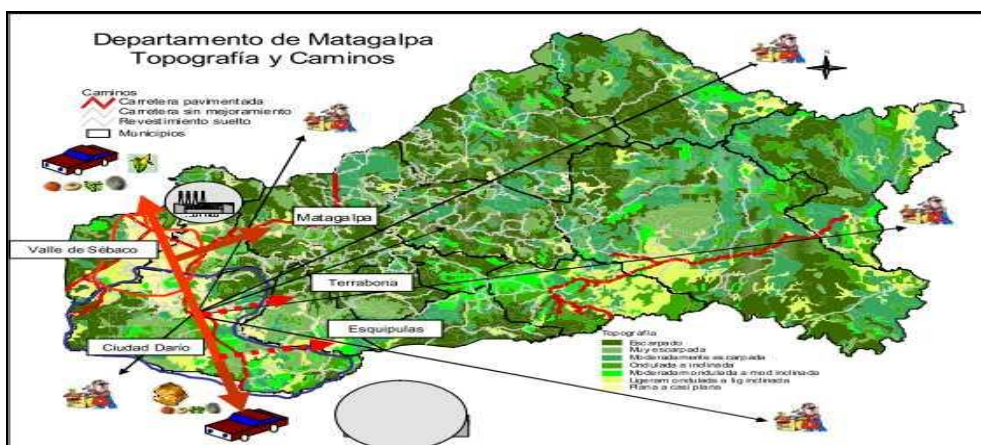 Departamento de Matagalpa
Topografía y Caminos
Caminos
Carretera pavimentada
Carretera sin mejoramiento
Revestimiento suelto
Municipios
Matagalpa
Valle de Sébaco
Terrabona
Esquipulas
Ciudad Darío
Topografía
Escarpado
Muy escarpada
Moderadamente escarpada
Ondulada a inclinada
Moderadam ondulada a mod inclinada
Ligeram ondulada a lig inclinada
Plana a casi plana